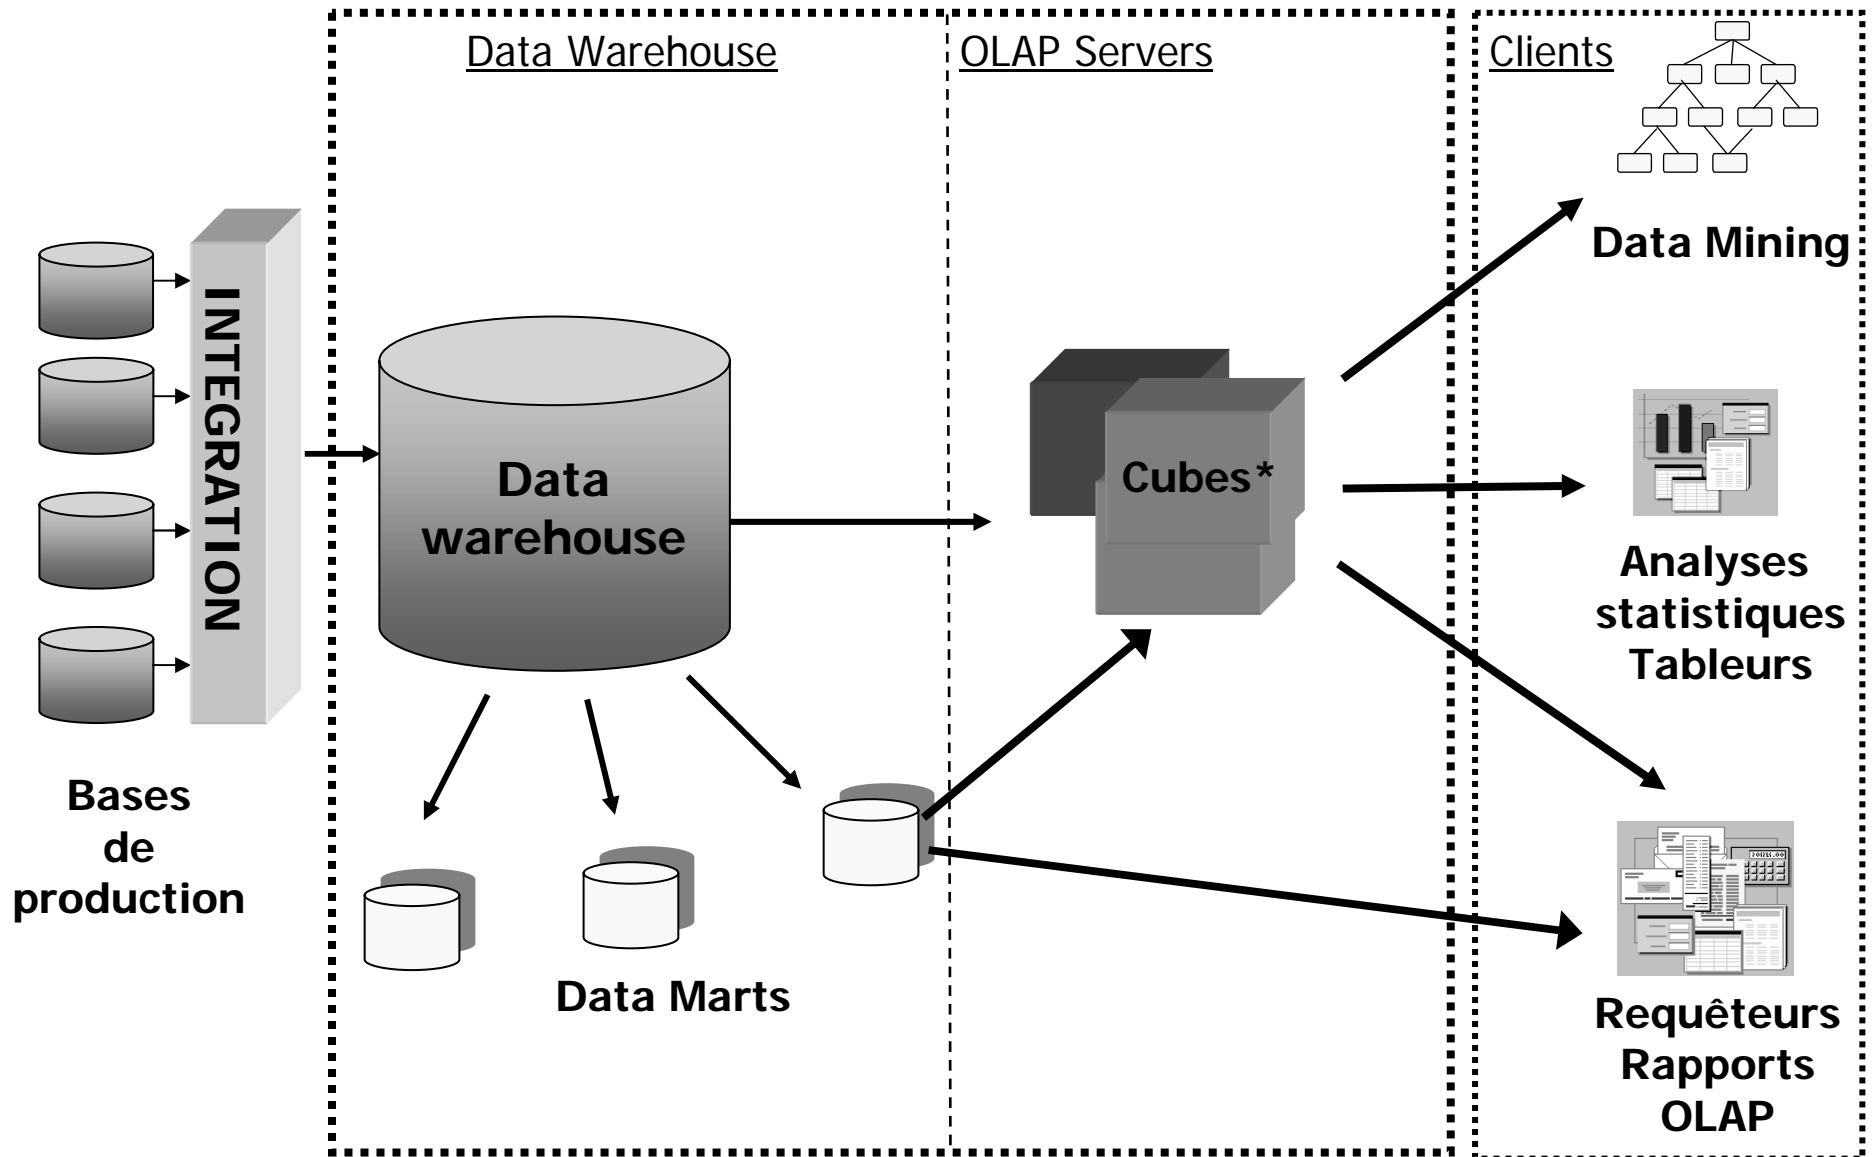 Data Warehouse
OLAP Servers
Clients
Data Mining
INTEGRATION
Data
warehouse
Cubes*
Analyses
statistiques
Tableurs
Bases
de
production
Data Marts
Requêteurs
Rapports
OLAP